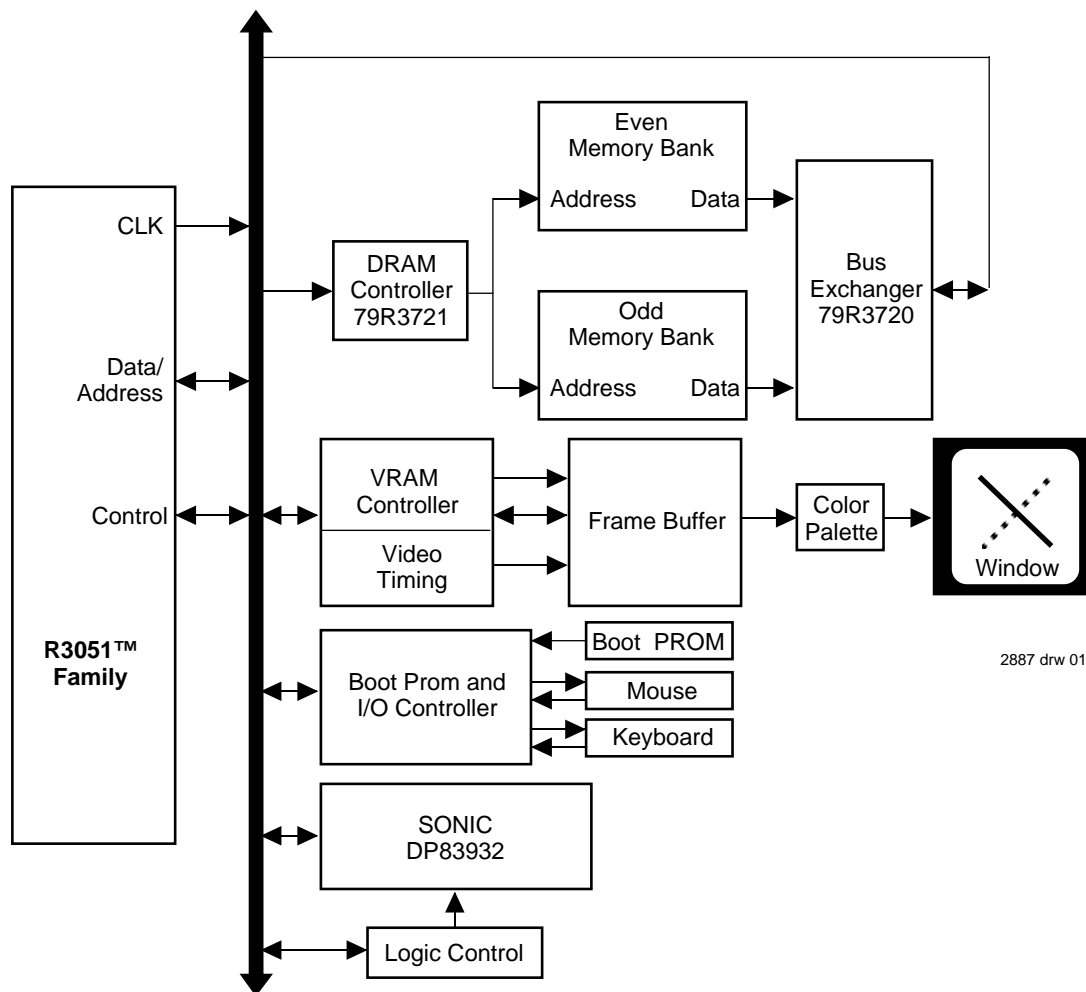 Even
Memory Bank
Address Data
CLK
DRAM
Controller
79R3721
Bus
Exchanger
79R3720
Odd
Memory Bank
Address Data
Data/
Address
VRAM
Controller
Control
Frame Buffer
Color
Palette
Video
Timing
Window
R3051™
Family
Boot PROM
2887 drw 01
Boot Prom and
I/O Controller
Mouse
Keyboard
SONIC
DP83932
Logic Control